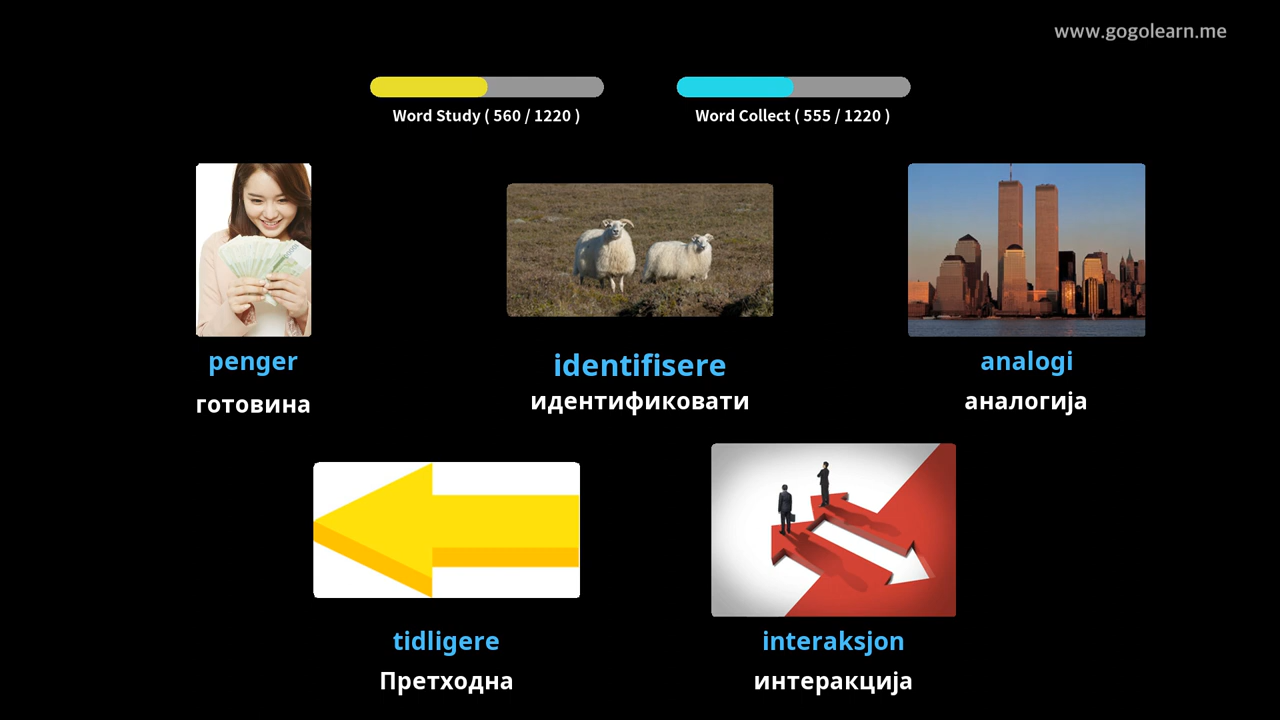 www.gogolearn.me
Word Study ( 560 / 1220 )
Word Collect ( 555 / 1220 )
penger
готовина
identifisere
идентификовати
analogi
аналогија
tidligere
Претходна
interaksjon
интеракција